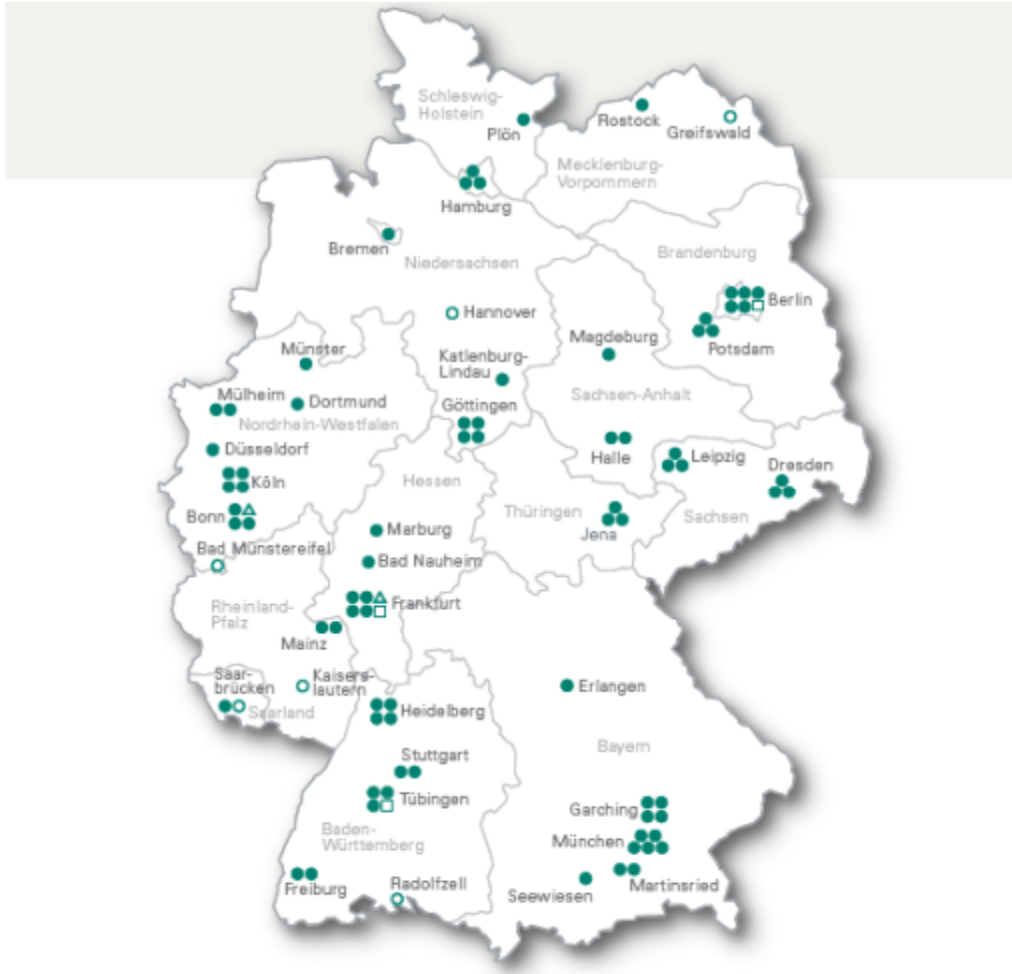 Schleswig-
Holstein
Plön
Rostock
Greifswald
Mecklenburg-
Vorpommern
Hamburg
Bremen
Niedersachsen
Brandenburg
Berlin
Hannover
Potsdam
Magdeburg
Münster
Katlenburg-
Lindau
Sachsen-Anhalt
Mülheim
Dortmund
Göttingen
Nordrhein-Westfalen
Düsseldorf
Halle
Leipzig
Dresden
Köln
Hessen
Thüringen
Sachsen
Bonn
Marburg
Jena
Bad Münstereifel
Bad Nauheim
Rheinland-
Pfalz
Frankfurt
Mainz
Saar-
brücken
Kaisers-
lautern
Saarland
Erlangen
Heidelberg
Bayern
Stuttgart
Tübingen
Garching
Baden-
Württemberg
München
Freiburg
Radolfzell
Seewiesen
Martinsried